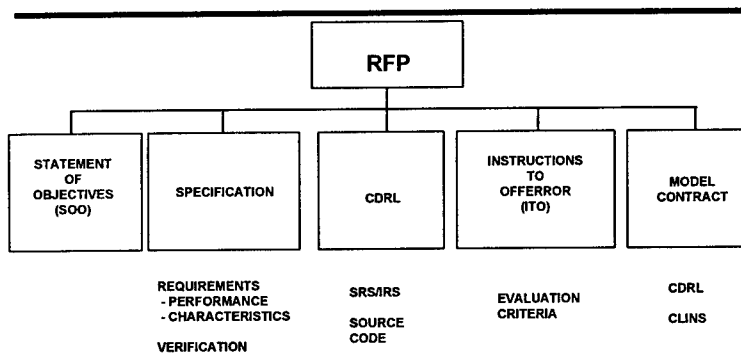 RFP
STATEMENT
OF
OBJECTIVES
(SOO)
SPECIFICATION
CDRL
INSTRUCTIONS
TO
OFFERROR
(ITO)
MODEL
CONTRACT
REQUIREMENTS
- PERFORMANCE
- CHARACTERISTICS
VERIFICATION
SRS/IRS
SOURCE
CODE
EVALUATION
CRITERIA
CDRL
CLINS